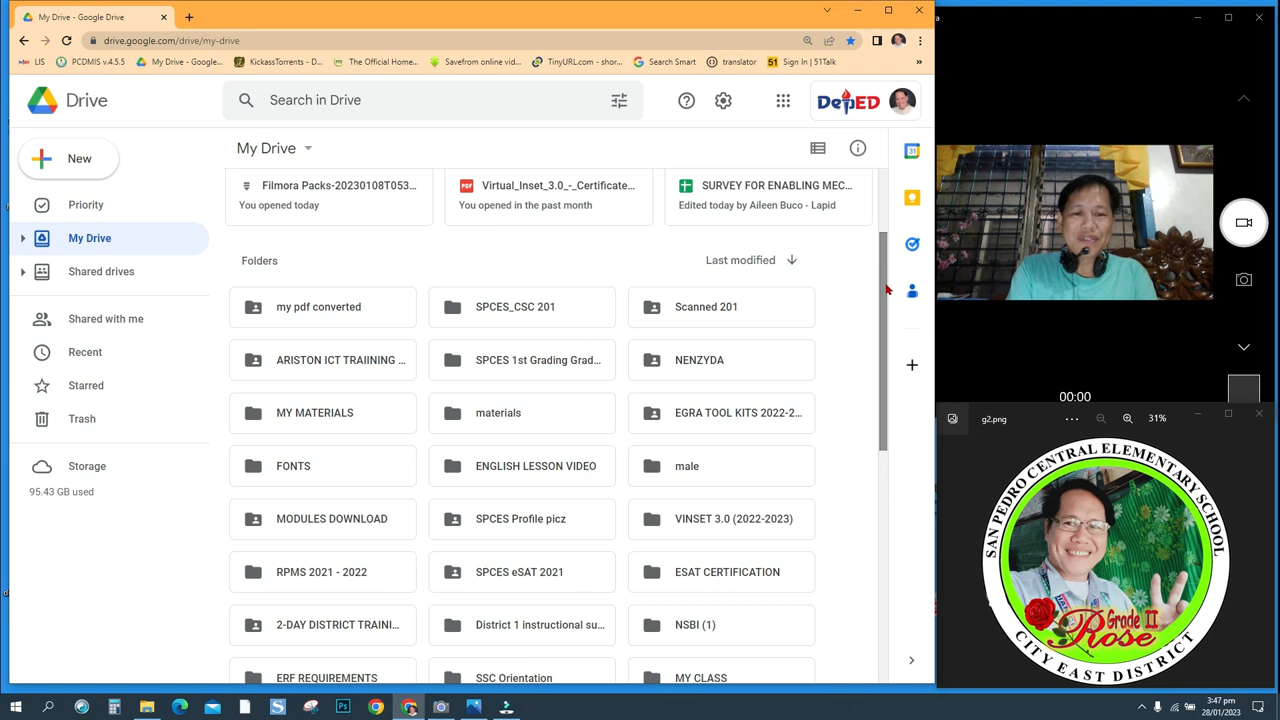 My Drive - Google Drive
a
drive.google.com/drive/my-drive
LIS
PCDMIS v.4.5.5
My Drive - Google...
KickassTorrents - D...
The Official Home...
Savefrom online vid...
TinyURL.com - shor...
Search Smart
translator
51 Sign In | 51Talk
»
Drive
Search in Drive
DepED
New
My Drive
31
Filmora Packs-20230108T053...
PDF Virtual_Inset_3.0_-_Certificate...
SURVEY FOR ENABLING MEC...
You opened today
You opened in the past month
Edited today by Aileen Buco - Lapid
Priority
My Drive
Shared drives
Shared with me
Recent
Starred
Trash
Storage
95.43 GB used
Folders
Last modified
my pdf converted
SPCES_CSC 201
Scanned 201
ARISTON ICT TRAIINING ...
SPCES 1st Grading Grad...
NENZYDA
MY MATERIALS
materials
EGRA TOOL KITS 2022-2...
FONTS
ENGLISH LESSON VIDEO
male
MODULES DOWNLOAD
SPCES Profile picz
VINSET 3.0 (2022-2023)
RPMS 2021 - 2022
SPCES eSAT 2021
ESAT CERTIFICATION
2-DAY DISTRICT TRAINI...
District 1 instructional su...
NSBI (1)
ERF REQUIREMENTS
SSC Orientation
MY CLASS
00:00
g2.png
31%
SAN PEDRO CENTRAL ELEMENTARY SCHOOL
Grade II
Rose
CITY EAST DISTRICT
3:47 pm
28/01/2023